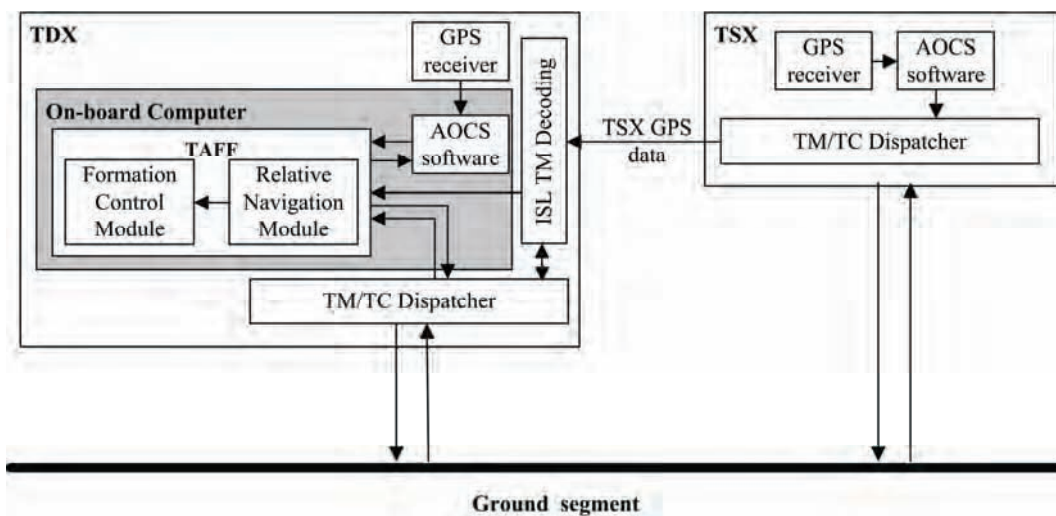 TDX
GPS
receiver
On-board Computer
TAFF
Formation
Control
Module
Relative
Navigation
Module
AOCS
software
ISL TM Decoding
TM/TC Dispatcher
TSX GPS
data
TSX
GPS
receiver
AOCS
software
TM/TC Dispatcher
Ground segment